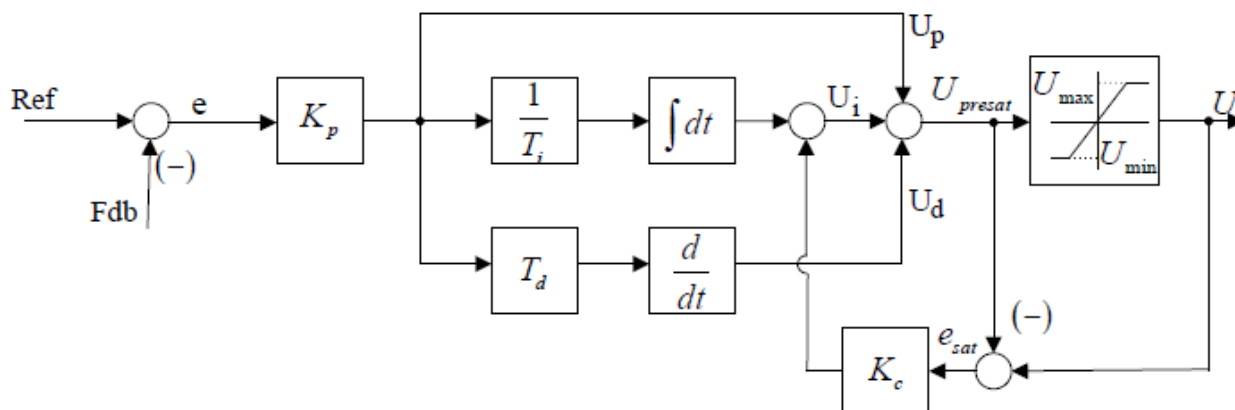 Ref
e
(−)
Fdb
K_p
1
T_i
∫dt
T_d
d
dt
U_p
U_i
U_d
U_presat
U_max
U_min
U
(−)
e_sat
K_c